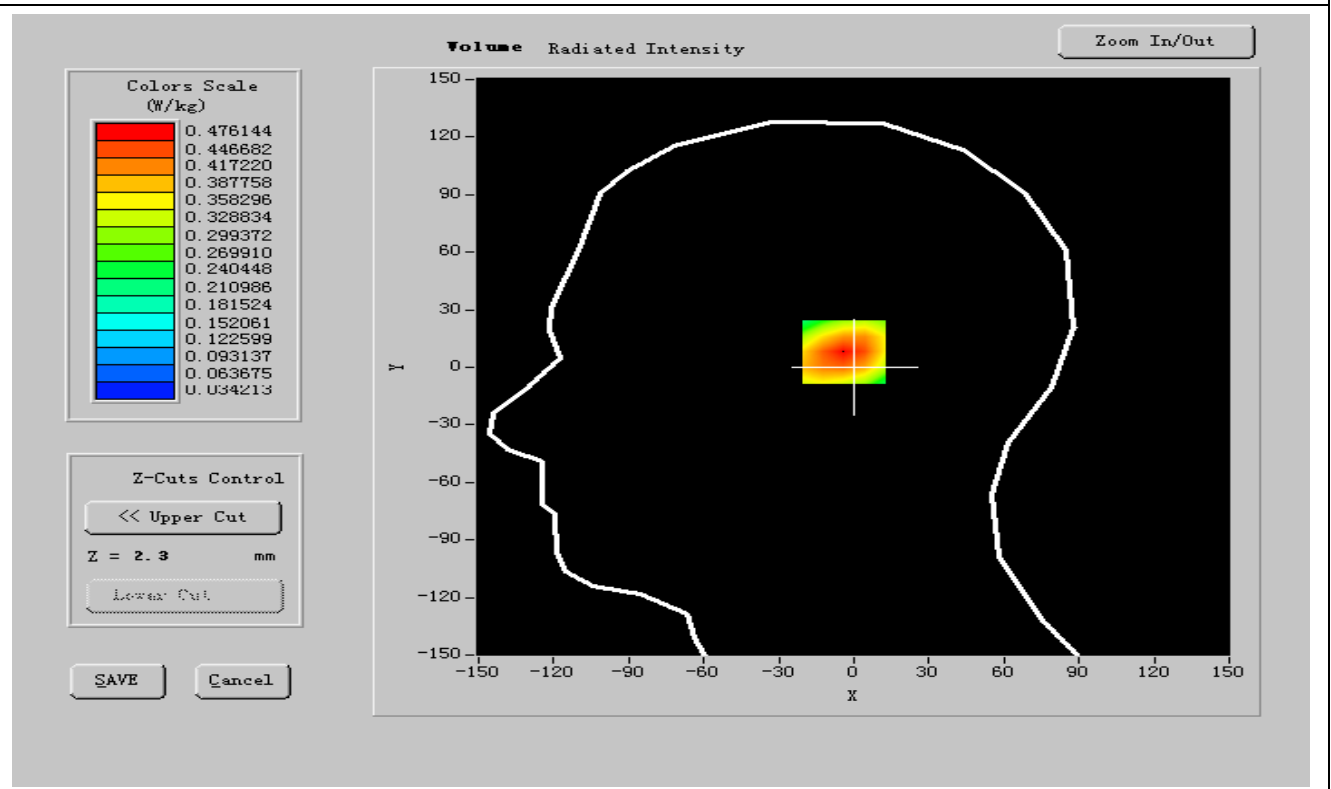 Volume Radiated Intensity
Zoom In/Out
Colors Scale
(W/kg)
0.476144
0.446682
0.417220
0.387758
0.358296
0.328834
0.299372
0.269910
0.240448
0.210986
0.181524
0.152061
0.122599
0.093137
0.063675
0.034213
Z-Cuts Control
<< Upper Cut
Z = 2.3 mm
Lower Cut
SAVE
Cancel
150
120
90
60
30
0
-30
-60
-90
-120
-150
Y
-150 -120 -90 -60 -30 0 30 60 90 120 150
X